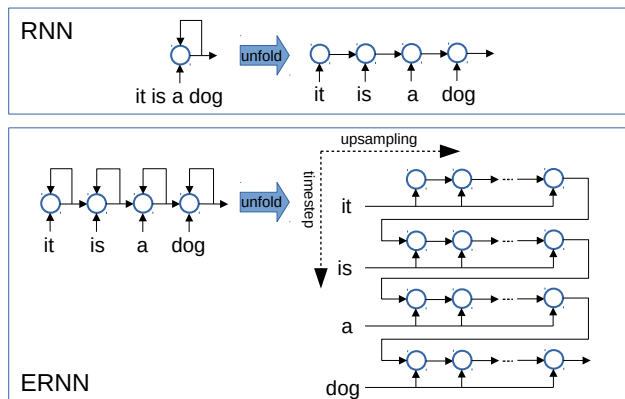 RNN
unfold
it is a dog
it is a dog
ERNN
upsampling
timestep
unfold
it is a dog
it
is
a
dog